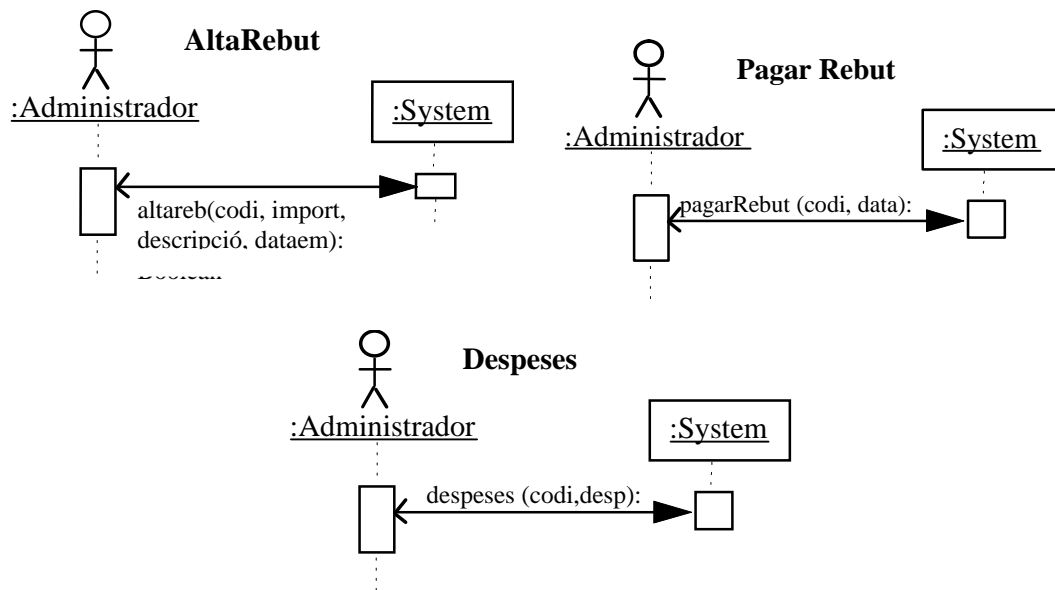 AltaRebut
:Administrador
:System
altareb(codi, import,
descripció, dataem):
Boolean
Pagar Rebut
:Administrador
:System
pagarRebut (codi, data):
Despeses
:Administrador
:System
despeses (codi,desp):